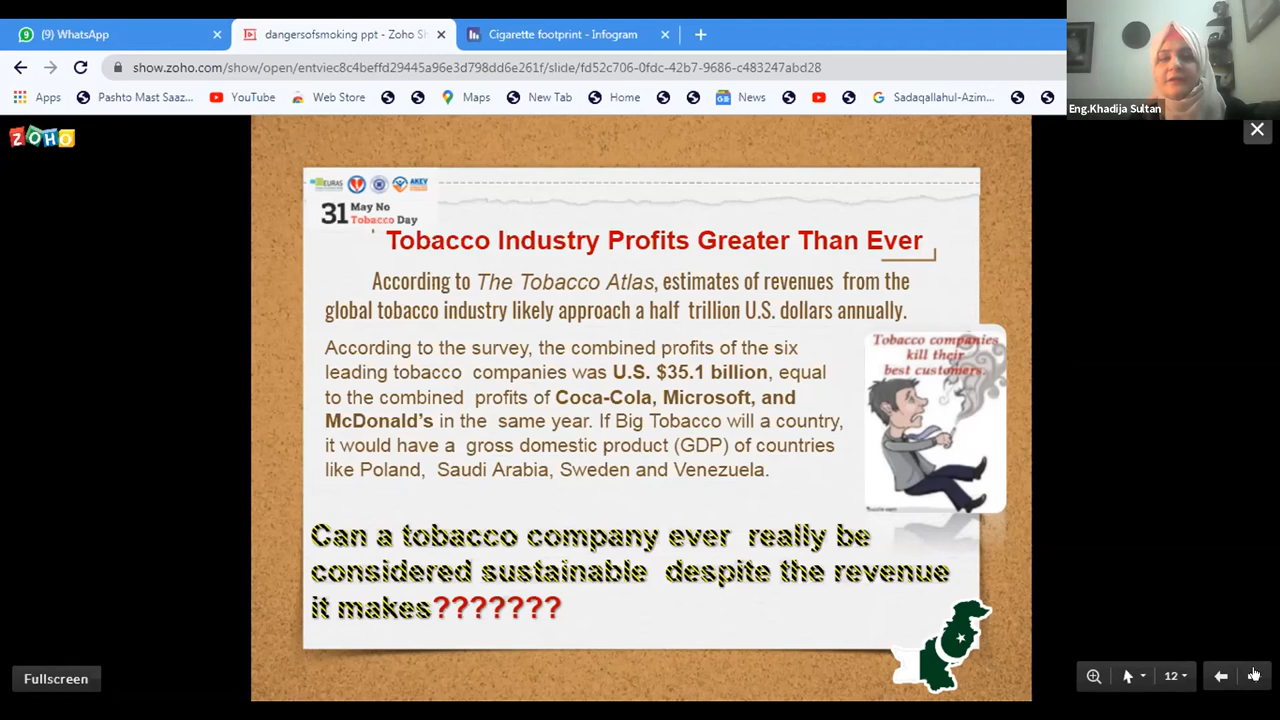 (9) WhatsApp
dangersofsmoking ppt - Zoho Sh
Cigarette footprint - Infogram
show.zoho.com/show/open/entviec8c4beffd29445a96e3d798dd6e261f/slide/fd52c706-0fdc-42b7-9686-c483247abd28
Apps
Pashto Mast Saaz...
YouTube
Web Store
Maps
New Tab
Home
News
Sadaqallahul-Azim...
Eng.Khadija Sultan
ZOHO
EURAS
AKEV
31 May No
Tobacco Day
Tobacco Industry Profits Greater Than Ever
According to The Tobacco Atlas, estimates of revenues from the
global tobacco industry likely approach a half trillion U.S. dollars annually.
According to the survey, the combined profits of the six
leading tobacco companies was U.S. $35.1 billion, equal
to the combined profits of Coca-Cola, Microsoft, and
McDonald’s in the same year. If Big Tobacco will a country,
it would have a gross domestic product (GDP) of countries
like Poland, Saudi Arabia, Sweden and Venezuela.
Tobacco companies
kill their
best customers.
Can a tobacco company ever really be
considered sustainable despite the revenue
it makes???????
Fullscreen
12